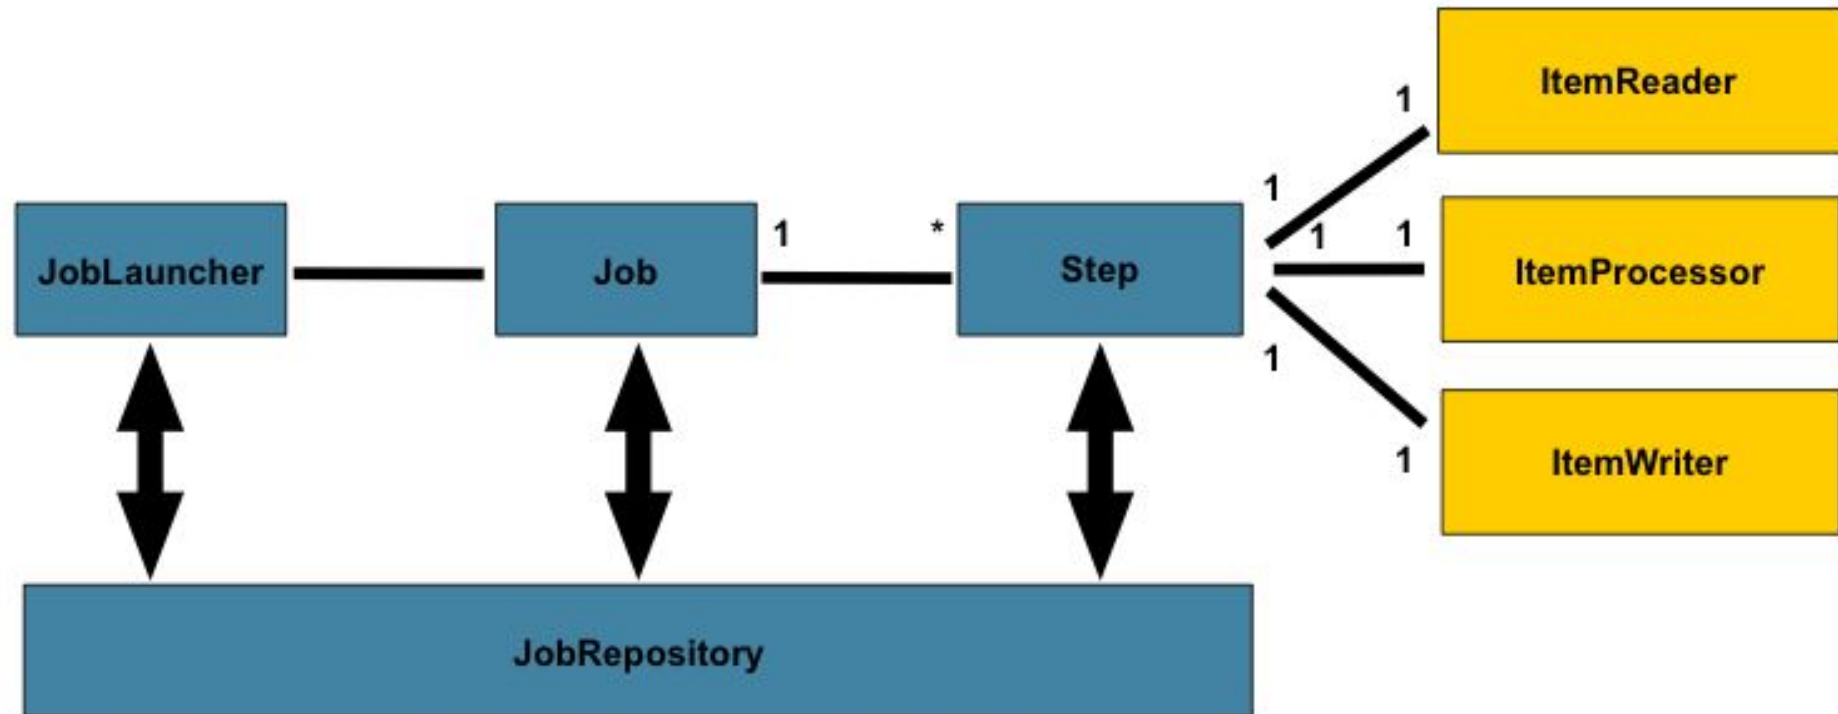 ItemReader
1
1
JobLauncher
Job
1 *
Step
1 1
ItemProcessor
1
1
ItemWriter
JobRepository